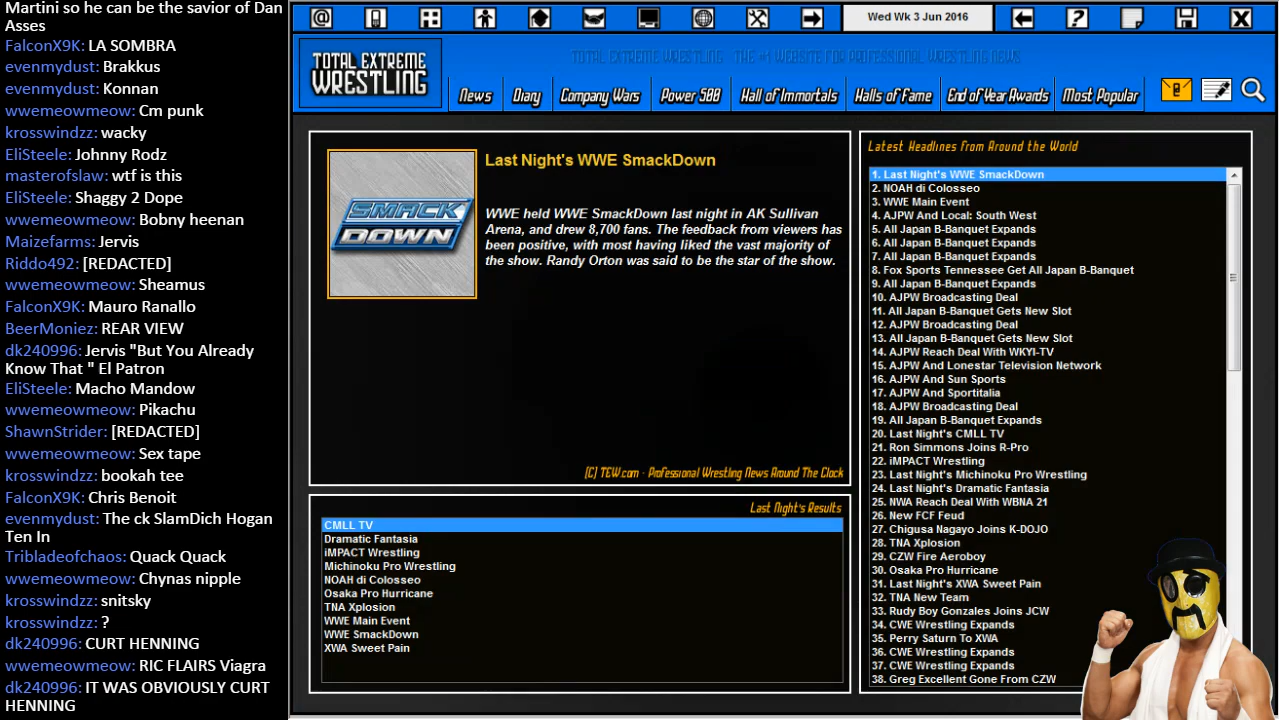 Martini so he can be the savior of Dan
Asses
FalconX9K: LA SOMBRA
evenmydust: Brakkus
evenmydust: Konnan
wwemeowmeow: Cm punk
krosswindzz: wacky
EliSteele: Johnny Rodz
masterofslaw: wtf is this
EliSteele: Shaggy 2 Dope
wwemeowmeow: Bobny heenan
Maizefarms: Jervis
Riddo492: [REDACTED]
wwemeowmeow: Sheamus
FalconX9K: Mauro Ranallo
BeerMoniez: REAR VIEW
dk240996: Jervis "But You Already
Know That " El Patron
EliSteele: Macho Mandow
wwemeowmeow: Pikachu
ShawnStrider: [REDACTED]
wwemeowmeow: Sex tape
krosswindzz: bookah tee
FalconX9K: Chris Benoit
evenmydust: The ck SlamDich Hogan
Ten In
Tribladeofchaos: Quack Quack
wwemeowmeow: Chynas nipple
krosswindzz: snitsky
krosswindzz: ?
dk240996: CURT HENNING
wwemeowmeow: RIC FLAIRS Viagra
dk240996: IT WAS OBVIOUSLY CURT
HENNING
Wed Wk 3 Jun 2016
TOTAL EXTREME
WRESTLING
TOTAL EXTREME WRESTLING - THE #1 WEBSITE FOR PROFESSIONAL WRESTLING NEWS
News Diary Company Wars Power 500 Hall of Immortals Halls of Fame End of Year Awards Most Popular
Last Night's WWE SmackDown
SMACK
DOWN
WWE held WWE SmackDown last night in AK Sullivan
Arena, and drew 8,700 fans. The feedback from viewers has
been positive, with most having liked the vast majority of
the show. Randy Orton was said to be the star of the show.
(C) TEW.com - Professional Wrestling News Around The Clock
Last Night's Results
CMLL TV
Dramatic Fantasia
iMPACT Wrestling
Michinoku Pro Wrestling
NOAH di Colosseo
Osaka Pro Hurricane
TNA Xplosion
WWE Main Event
WWE SmackDown
XWA Sweet Pain
Latest Headlines From Around the World
1. Last Night's WWE SmackDown
2. NOAH di Colosseo
3. WWE Main Event
4. AJPW And Local: South West
5. All Japan B-Banquet Expands
6. All Japan B-Banquet Expands
7. All Japan B-Banquet Expands
8. Fox Sports Tennessee Get All Japan B-Banquet
9. All Japan B-Banquet Expands
10. AJPW Broadcasting Deal
11. All Japan B-Banquet Gets New Slot
12. AJPW Broadcasting Deal
13. All Japan B-Banquet Gets New Slot
14. AJPW Reach Deal With WKYI-TV
15. AJPW And Lonestar Television Network
16. AJPW And Sun Sports
17. AJPW And Sportitalia
18. AJPW Broadcasting Deal
19. All Japan B-Banquet Expands
20. Last Night's CMLL TV
21. Ron Simmons Joins R-Pro
22. iMPACT Wrestling
23. Last Night's Michinoku Pro Wrestling
24. Last Night's Dramatic Fantasia
25. NWA Reach Deal With WBNA 21
26. New FCF Feud
27. Chigusa Nagayo Joins K-DOJO
28. TNA Xplosion
29. CZW Fire Aeroboy
30. Osaka Pro Hurricane
31. Last Night's XWA Sweet Pain
32. TNA New Team
33. Rudy Boy Gonzales Joins JCW
34. CWE Wrestling Expands
35. Perry Saturn To XWA
36. CWE Wrestling Expands
37. CWE Wrestling Expands
38. Greg Excellent Gone From CZW